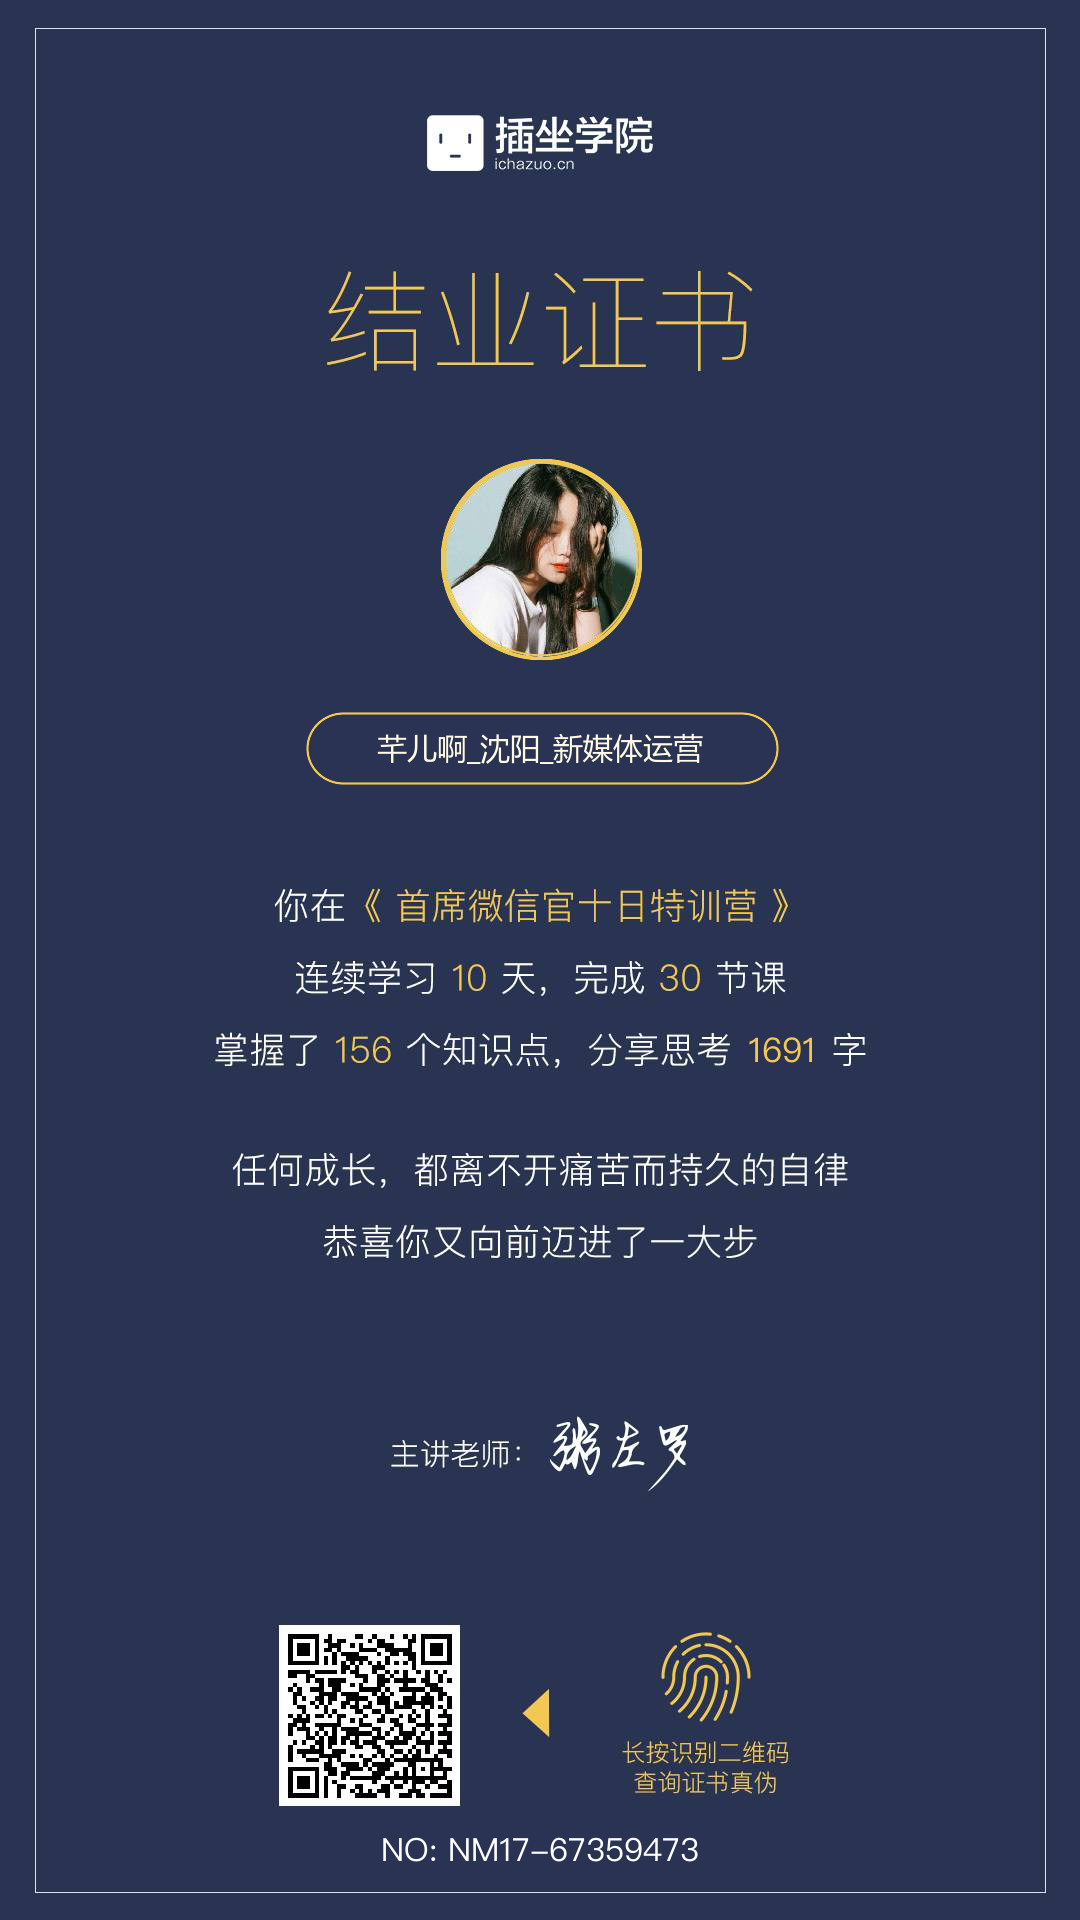 插坐学院
ichazuo.cn
结业证书
芊儿啊_沈阳_新媒体运营
你在《 首席微信官十日特训营 》
连续学习 10 天，完成 30 节课
掌握了 156 个知识点，分享思考 1691 字
任何成长，都离不开痛苦而持久的自律
恭喜你又向前迈进了一大步
主讲老师：粥左罗
长按识别二维码
查询证书真伪
NO: NM17-67359473